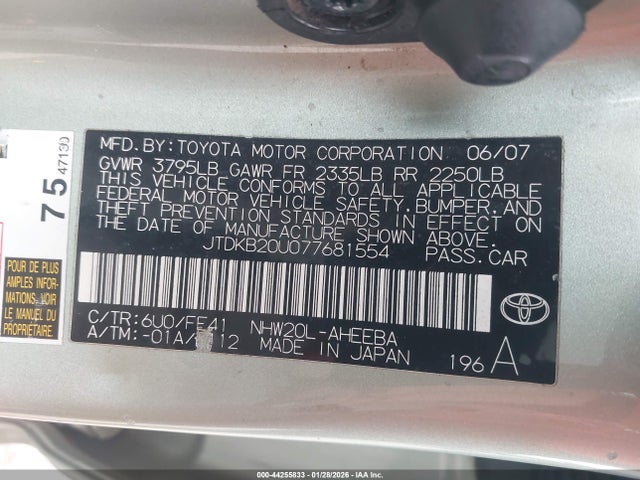 MFD.BY:TOYOTA MOTOR CORPORATION 06/07
GVWR 3795LB GAWR FR 2335LB RR 2250LB
THIS VEHICLE CONFORMS TO ALL APPLICABLE
FEDERAL MOTOR VEHICLE SAFETY, BUMPER, AND
THEFT PREVENTION STANDARDS IN EFFECT ON
THE DATE OF MANUFACTURE SHOWN ABOVE.
JTDKB20U077681554 PASS.CAR
C/TR:6U0/FE41 NHW20L-AHEEBA
A/TM:-01A/ 12 MADE IN JAPAN
196 A
75 47130
POUR DE PLUS
AMPLES INFOR-
MATIONS, VOIR
LE MANUEL DU
PROPRIÉTAIRE.
000-44255833 | 01/28/2026 - IAA, Inc.